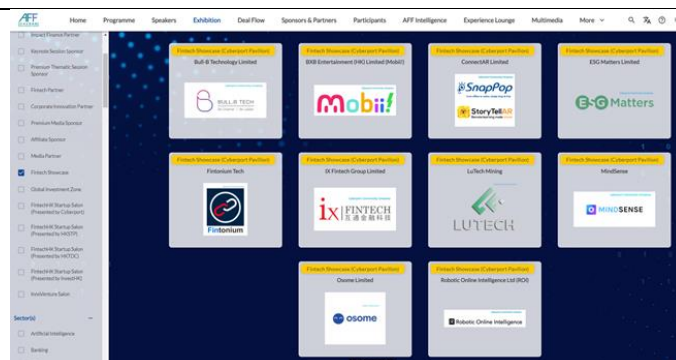 AFF
Home
Programme
Speakers
Exhibition
Deal Flow
Sponsors & Partners
Participants
AFF Intelligence
Experience Lounge
Multimedia
More
Impact Finance Partner
Keynote Session Sponsor
Premium Thematic Session
Sponsor
Fintech Partner
Corporate Innovation Partner
Premium Media Sponsor
Affiliate Sponsor
Media Partner
Fintech Showcase
Global Investment Zone
FintechHK Startup Salon
(Presented by Cyberport)
FintechHK Startup Salon
(Presented by HKSTP)
FintechHK Startup Salon
(Presented by HKTDC)
FintechHK Startup Salon
(Presented by InvestHK)
InnoVenture Salon
Sector(s)
Artificial Intelligence
Banking
Fintech Showcase (Cyberport Pavilion)
Bull-B Technology Limited
BULL.B TECH
Fintech Showcase (Cyberport Pavilion)
BXB Entertainment (HK) Limited (Mobii!)
Mobii!
Fintech Showcase (Cyberport Pavilion)
ConnectAR Limited
SnapPop
StoryTellAR
Fintech Showcase (Cyberport Pavilion)
ESG Matters Limited
ESG Matters
Fintech Showcase (Cyberport Pavilion)
Fintonium Tech
Fintonium
Fintech Showcase (Cyberport Pavilion)
IX Fintech Group Limited
ix FINTECH
互通金融科技
Fintech Showcase (Cyberport Pavilion)
LuTech Mining
LUTECH
Fintech Showcase (Cyberport Pavilion)
MindSense
MINDSENSE
Fintech Showcase (Cyberport Pavilion)
Osome Limited
osome
Fintech Showcase (Cyberport Pavilion)
Robotic Online Intelligence Ltd (ROI)
Robotic Online Intelligence